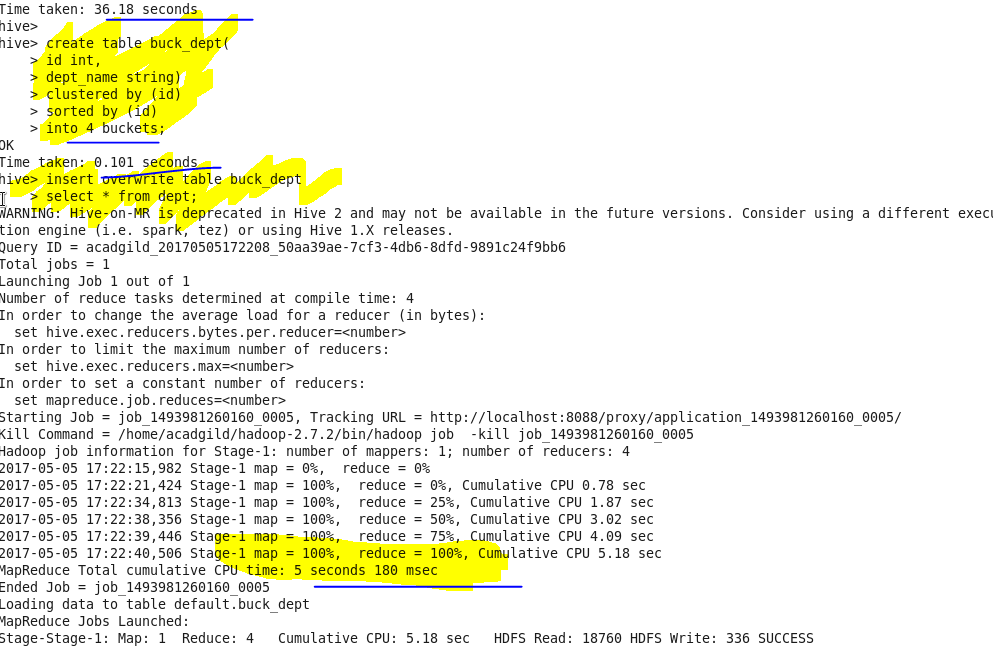 Time taken: 36.18 seconds
hive>
hive> create table buck_dept(
    > id int,
    > dept_name string)
    > clustered by (id)
    > sorted by (id)
    > into 4 buckets;
OK
Time taken: 0.101 seconds
hive> insert overwrite table buck_dept
    > select * from dept;
WARNING: Hive-on-MR is deprecated in Hive 2 and may not be available in the future versions. Consider using a different execu
tion engine (i.e. spark, tez) or using Hive 1.X releases.
Query ID = acadgild_20170505172208_50aa39ae-7cf3-4db6-8dfd-9891c24f9bb6
Total jobs = 1
Launching Job 1 out of 1
Number of reduce tasks determined at compile time: 4
In order to change the average load for a reducer (in bytes):
  set hive.exec.reducers.bytes.per.reducer=<number>
In order to limit the maximum number of reducers:
  set hive.exec.reducers.max=<number>
In order to set a constant number of reducers:
  set mapreduce.job.reduces=<number>
Starting Job = job_1493981260160_0005, Tracking URL = http://localhost:8088/proxy/application_1493981260160_0005/
Kill Command = /home/acadgild/hadoop-2.7.2/bin/hadoop job  -kill job_1493981260160_0005
Hadoop job information for Stage-1: number of mappers: 1; number of reducers: 4
2017-05-05 17:22:15,982 Stage-1 map = 0%,  reduce = 0%
2017-05-05 17:22:21,424 Stage-1 map = 100%,  reduce = 0%, Cumulative CPU 0.78 sec
2017-05-05 17:22:34,813 Stage-1 map = 100%,  reduce = 25%, Cumulative CPU 1.87 sec
2017-05-05 17:22:38,356 Stage-1 map = 100%,  reduce = 50%, Cumulative CPU 3.02 sec
2017-05-05 17:22:39,446 Stage-1 map = 100%,  reduce = 75%, Cumulative CPU 4.09 sec
2017-05-05 17:22:40,506 Stage-1 map = 100%,  reduce = 100%, Cumulative CPU 5.18 sec
MapReduce Total cumulative CPU time: 5 seconds 180 msec
Ended Job = job_1493981260160_0005
Loading data to table default.buck_dept
MapReduce Jobs Launched:
Stage-Stage-1: Map: 1  Reduce: 4   Cumulative CPU: 5.18 sec   HDFS Read: 18760 HDFS Write: 336 SUCCESS